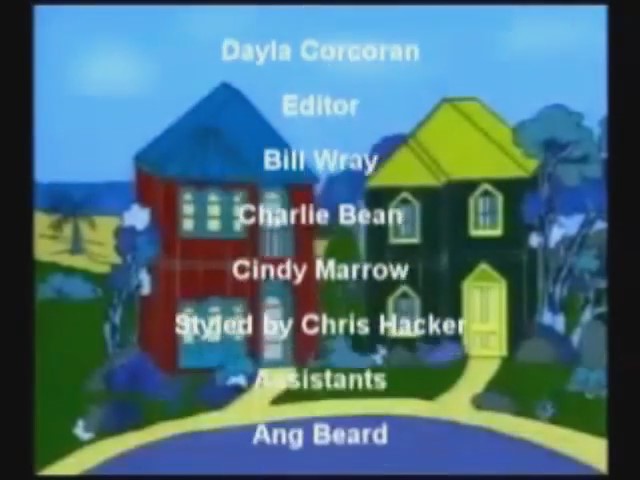 Dayla Corcoran
Editor
Bill Wray
Charlie Bean
Cindy Marrow
Styled by Chris Hacker
Assistants
Ang Beard